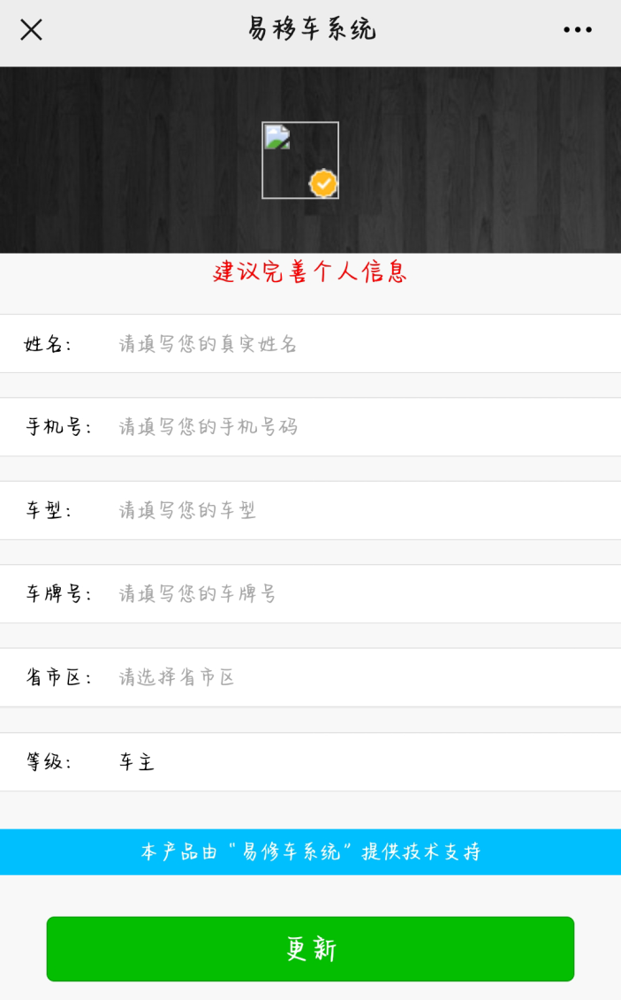 易移车系统
建议完善个人信息
姓名: 请填写您的真实姓名
手机号: 请填写您的手机号码
车型: 请填写您的车型
车牌号: 请填写您的车牌号
省市区: 请选择省市区
等级: 车主
本产品由“易修车系统”提供技术支持
更新